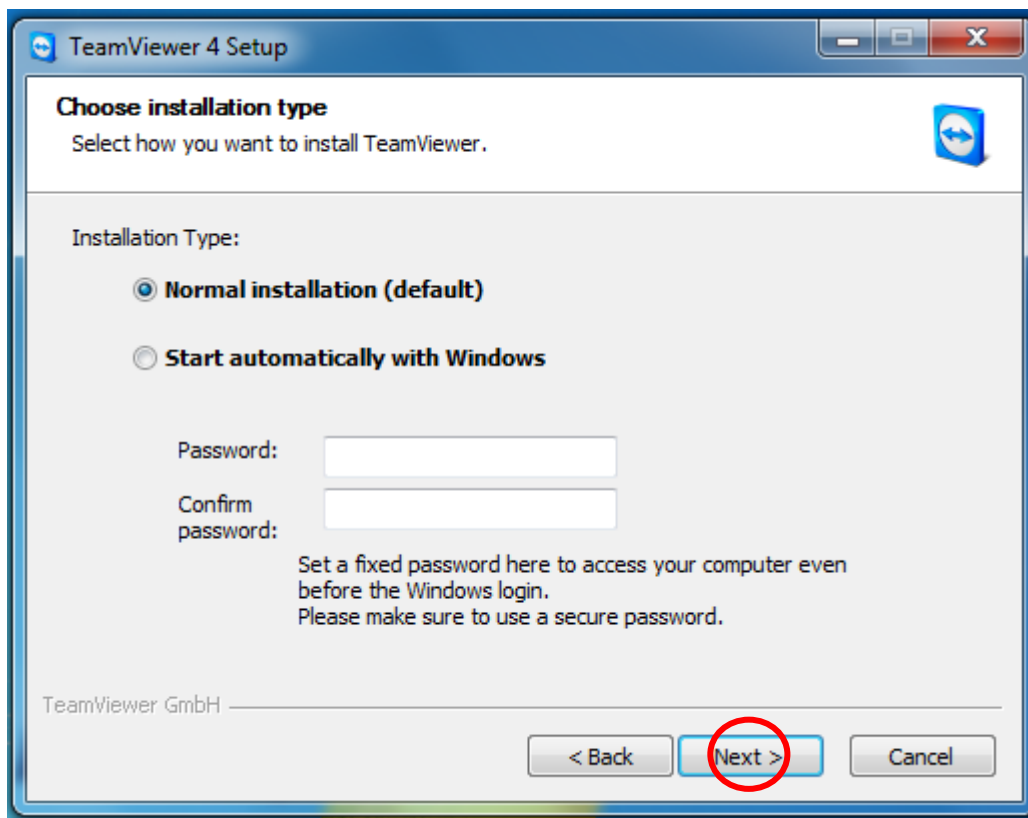 TeamViewer 4 Setup
Choose installation type
Select how you want to install TeamViewer.
Installation Type:
Normal installation (default)
Start automatically with Windows
Password:
Confirm
password:
Set a fixed password here to access your computer even
before the Windows login.
Please make sure to use a secure password.
TeamViewer GmbH
< Back Next > Cancel